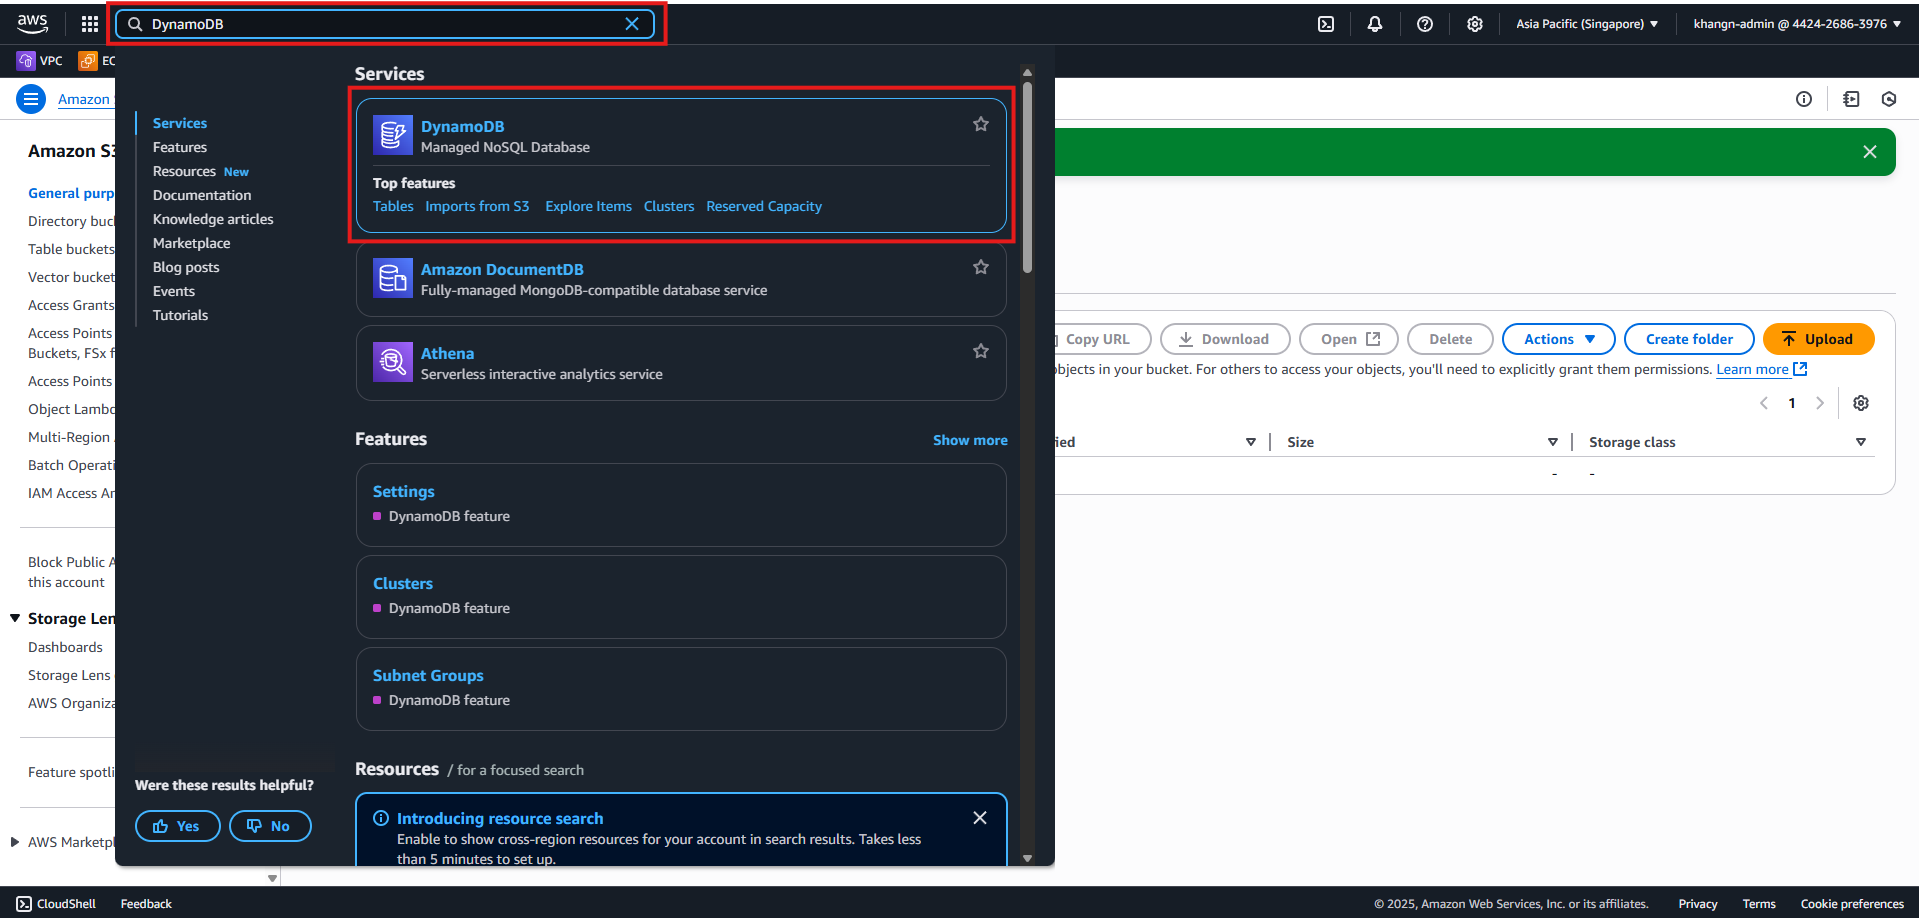 aws
DynamoDB
Asia Pacific (Singapore)
khangn-admin @ 4424-2686-3976
VPC
EC
Amazon
Amazon S3
General purp
Directory buc
Table buckets
Vector bucket
Access Grants
Access Points
Buckets, FSx f
Access Points
Object Lambd
Multi-Region
Batch Operati
IAM Access An
Block Public A
this account
Storage Len
Dashboards
Storage Lens
AWS Organiza
Feature spotli
AWS Marketpl
Services
Features
Resources New
Documentation
Knowledge articles
Marketplace
Blog posts
Events
Tutorials
Were these results helpful?
Yes
No
Services
DynamoDB
Managed NoSQL Database
Top features
Tables Imports from S3 Explore Items Clusters Reserved Capacity
Amazon DocumentDB
Fully-managed MongoDB-compatible database service
Athena
Serverless interactive analytics service
Features
Show more
Settings
DynamoDB feature
Clusters
DynamoDB feature
Subnet Groups
DynamoDB feature
Resources / for a focused search
Introducing resource search
Enable to show cross-region resources for your account in search results. Takes less
than 5 minutes to set up.
Copy URL Download Open Delete Actions Create folder Upload
bjects in your bucket. For others to access your objects, you'll need to explicitly grant them permissions. Learn more
1
ied Size Storage class
- -
CloudShell Feedback
© 2025, Amazon Web Services, Inc. or its affiliates. Privacy Terms Cookie preferences